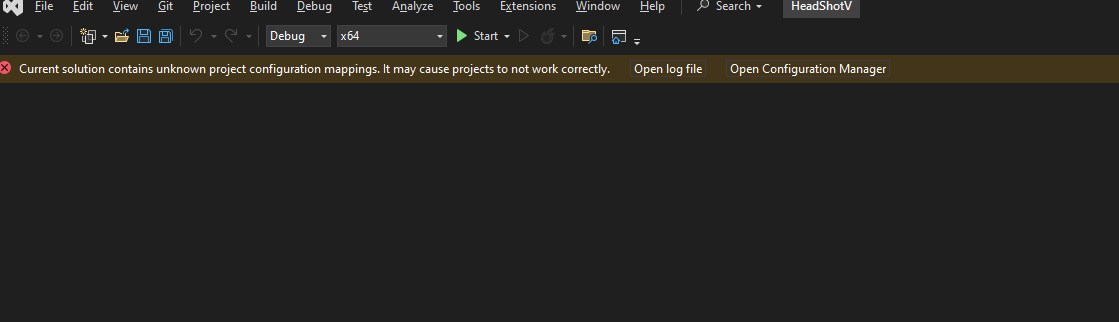 File Edit View Git Project Build Debug Test Analyze Tools Extensions Window Help Search HeadShotV
Debug x64 Start
Current solution contains unknown project configuration mappings. It may cause projects to not work correctly. Open log file Open Configuration Manager